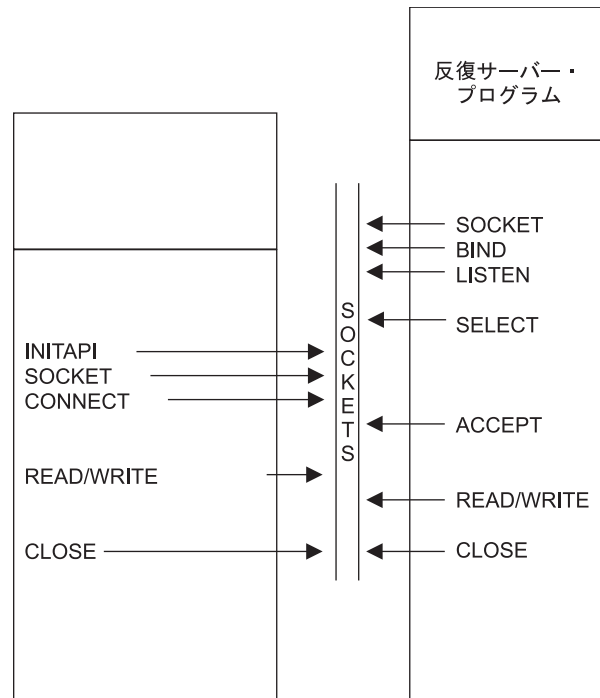 反復サーバー・
プログラム
SOCKET
BIND
LISTEN
SELECT
INITAPI
SOCKET
CONNECT
SOCKETS
ACCEPT
READ/WRITE
READ/WRITE
CLOSE
CLOSE